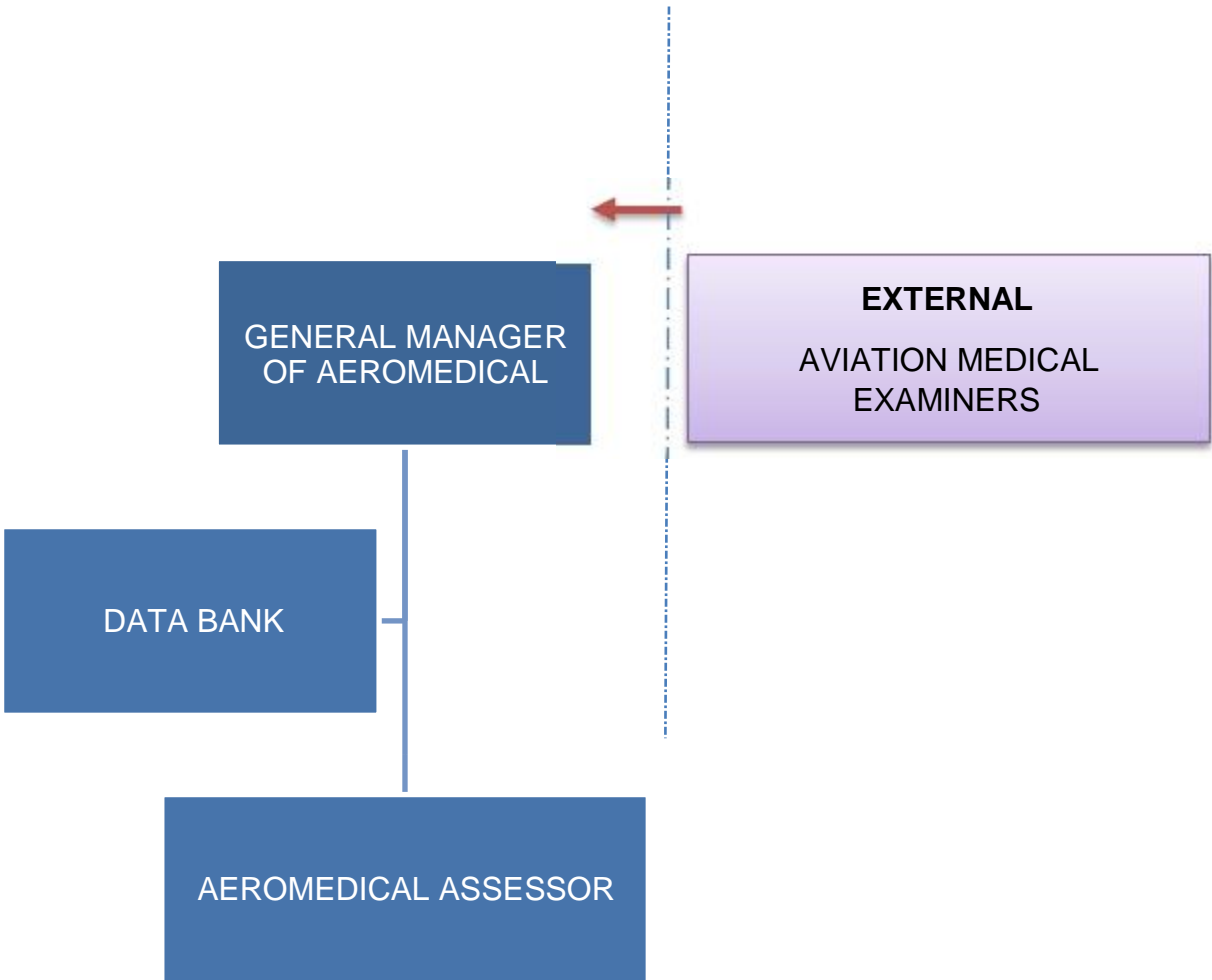 GENERAL MANAGER
OF AEROMEDICAL
EXTERNAL
AVIATION MEDICAL
EXAMINERS
DATA BANK
AEROMEDICAL ASSESSOR